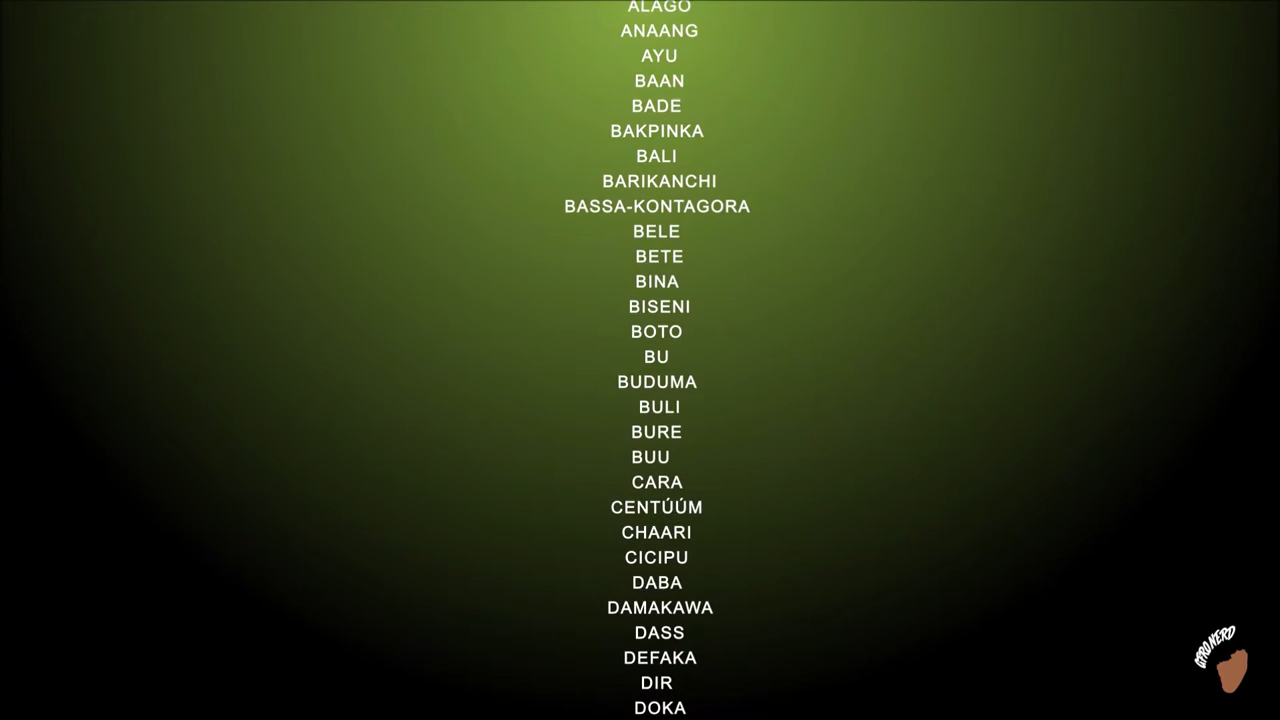 ALAGO
ANAANG
AYU
BAAN
BADE
BAKPINKA
BALI
BARIKANCHI
BASSA-KONTAGORA
BELE
BETE
BINA
BISENI
BOTO
BU
BUDUMA
BULI
BURE
BUU
CARA
CENTÚÚM
CHAARI
CICIPU
DABA
DAMAKAWA
DASS
DEFAKA
DIR
DOKA